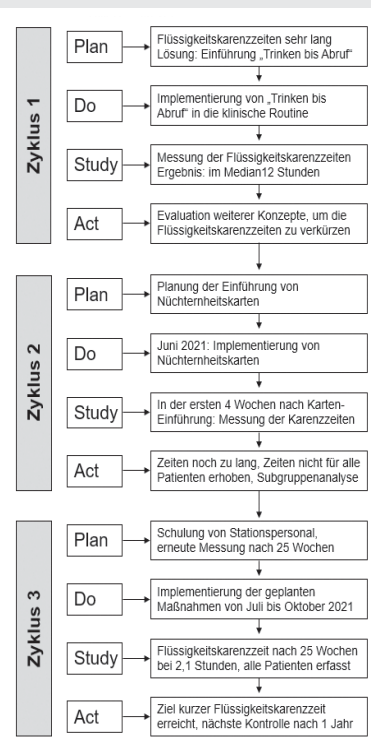 Zyklus 1
Plan
Flüssigkeitskarenzzeiten sehr lang
Lösung: Einführung „Trinken bis Abruf“
Do
Implementierung von „Trinken bis
Abruf“ in die klinische Routine
Study
Messung der Flüssigkeitskarenzzeiten
Ergebnis: im Median12 Stunden
Act
Evaluation weiterer Konzepte, um die
Flüssigkeitskarenzzeiten zu verkürzen
Zyklus 2
Plan
Planung der Einführung von
Nüchternheitskarten
Do
Juni 2021: Implementierung von
Nüchternheitskarten
Study
In der ersten 4 Wochen nach Karten-
Einführung: Messung der Karenzzeiten
Act
Zeiten noch zu lang, Zeiten nicht für alle
Patienten erhoben, Subgruppenanalyse
Zyklus 3
Plan
Schulung von Stationspersonal,
erneute Messung nach 25 Wochen
Do
Implementierung der geplanten
Maßnahmen von Juli bis Oktober 2021
Study
Flüssigkeitskarenzzeit nach 25 Wochen
bei 2,1 Stunden, alle Patienten erfasst
Act
Ziel kurzer Flüssigkeitskarenzzeit
erreicht, nächste Kontrolle nach 1 Jahr